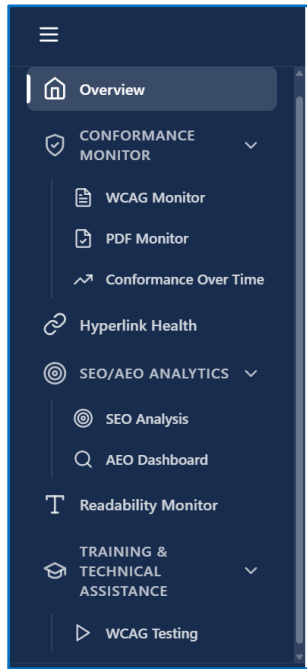 Overview
CONFORMANCE
MONITOR
WCAG Monitor
PDF Monitor
Conformance Over Time
Hyperlink Health
SEO/AEO ANALYTICS
SEO Analysis
AEO Dashboard
Readability Monitor
TRAINING &
TECHNICAL
ASSISTANCE
WCAG Testing